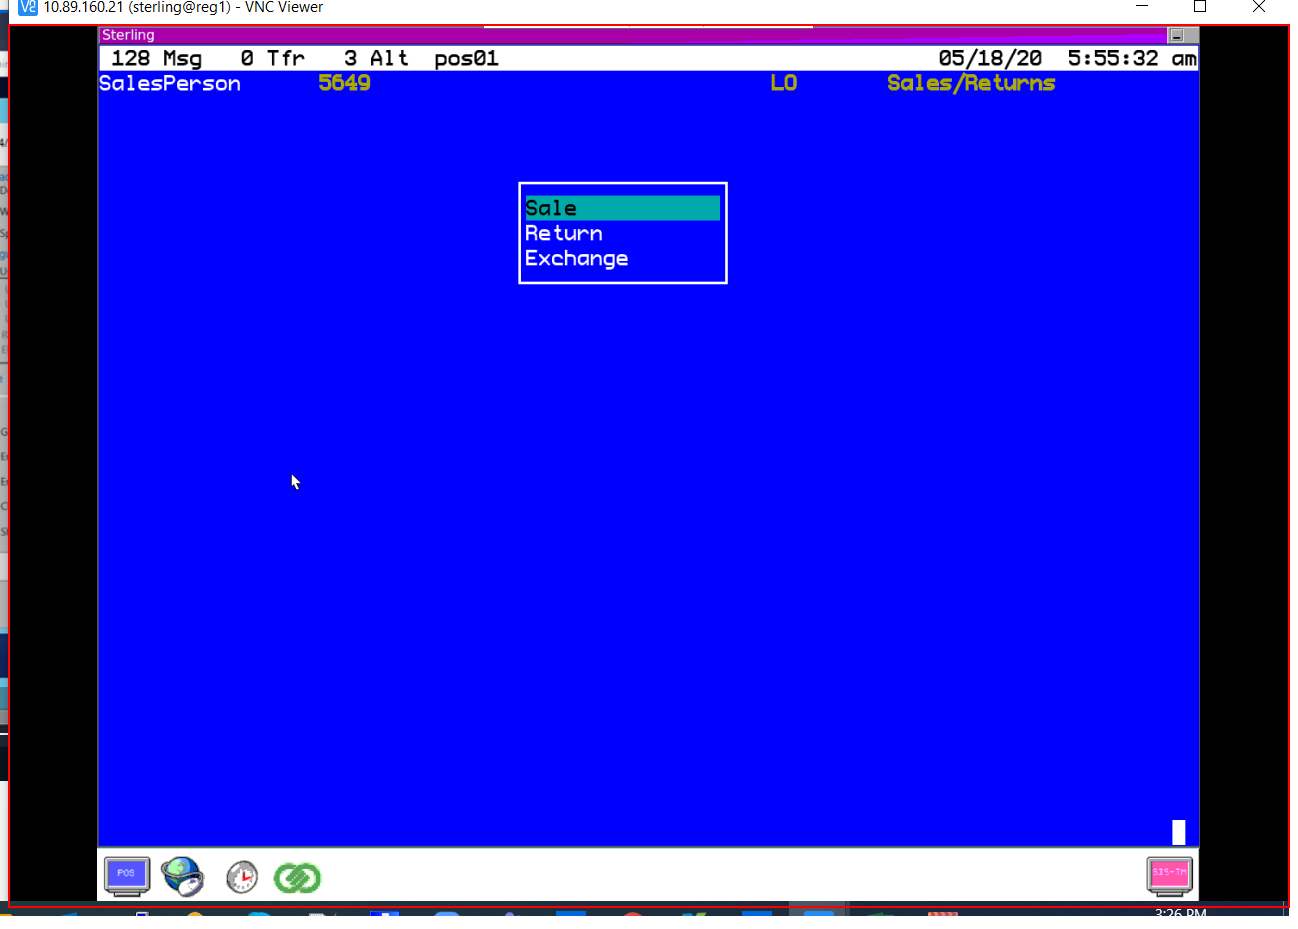 10.89.160.21 (sterling@reg1) - VNC Viewer
Sterling
128 Msg 0 Tfr 3 Alt pos01 05/18/20 5:55:32 am
SalesPerson 5649 LO Sales/Returns
Sale
Return
Exchange
POS
SIS-TM
3:26 PM